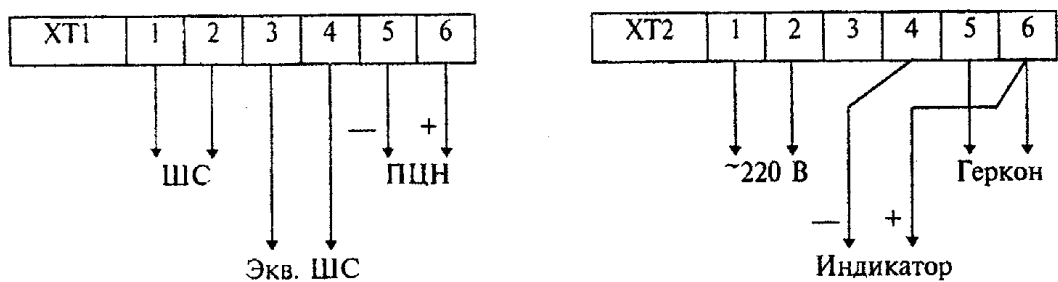 XT1 1 2 3 4 5 6
XT2 1 2 3 4 5 6
— +
ШС ПЦН
~220 В Геркон
— +
Экв. ШС Индикатор